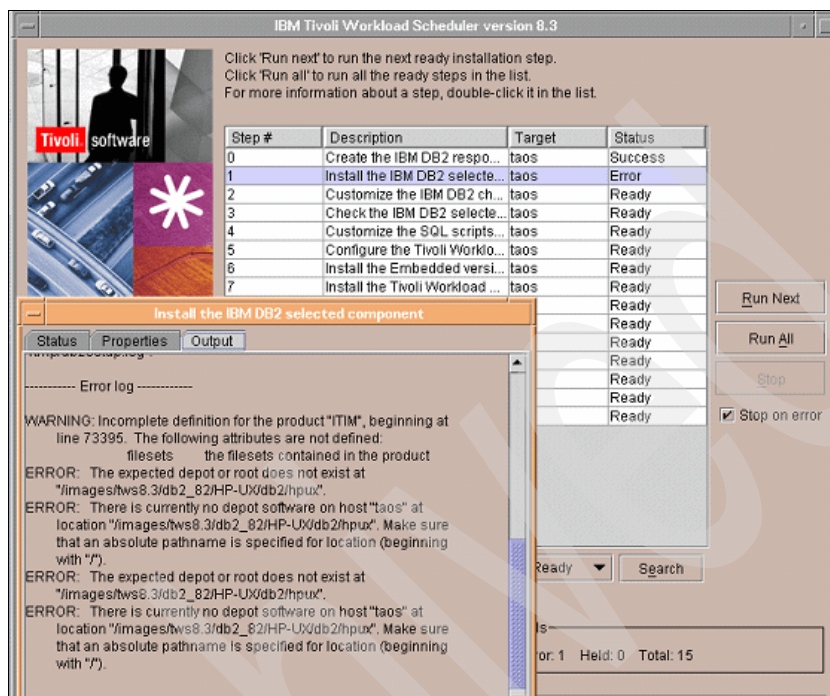 IBM Tivoli Workload Scheduler version 8.3
Click 'Run next' to run the next ready installation step.
Click 'Run all' to run all the ready steps in the list.
For more information about a step, double-click it in the list.
Tivoli software
Step # Description Target Status
0 Create the IBM DB2 respo... taos Success
1 Install the IBM DB2 selecte... taos Error
2 Customize the IBM DB2 ch... taos Ready
3 Check the IBM DB2 selecte... taos Ready
4 Customize the SQL scripts... taos Ready
5 Configure the Tivoli Worklo... taos Ready
6 Install the Embedded versi... taos Ready
7 Install the Tivoli Workload ... taos Ready
Ready
Ready
Ready
Ready
Ready
Ready
Ready
Run Next
Run All
Stop
Stop on error
Install the IBM DB2 selected component
Status Properties Output
----------- Error log ------------
WARNING: Incomplete definition for the product "ITIM", beginning at
line 73395. The following attributes are not defined:
filesets the filesets contained in the product
ERROR: The expected depot or root does not exist at
"/images/tws8.3/db2_82/HP-UX/db2/hpux".
ERROR: There is currently no depot software on host "taos" at
location "/images/tws8.3/db2_82/HP-UX/db2/hpux". Make sure
that an absolute pathname is specified for location (beginning
with "/").
ERROR: The expected depot or root does not exist at
"/images/tws8.3/db2_82/HP-UX/db2/hpux".
ERROR: There is currently no depot software on host "taos" at
location "/images/tws8.3/db2_82/HP-UX/db2/hpux". Make sure
that an absolute pathname is specified for location (beginning
with "/").
Ready Search
ror: 1 Held: 0 Total: 15